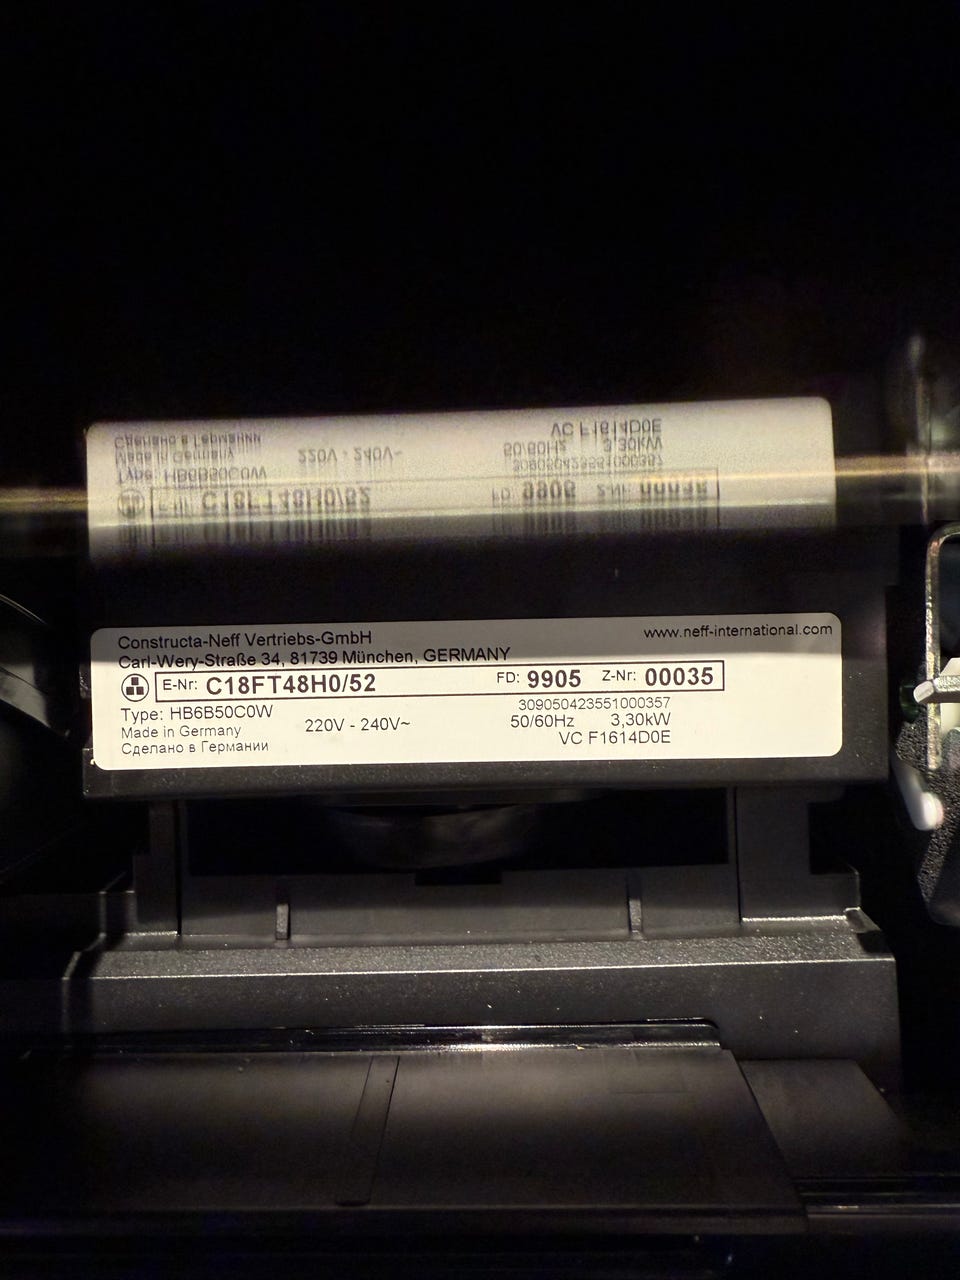 Constructa-Neff Vertriebs-GmbH
www.neff-international.com
Carl-Wery-Straße 34, 81739 München, GERMANY
E-Nr: C18FT48H0/52 FD: 9905 Z-Nr: 00035
309050423551000357
Type: HB6B50C0W
220V - 240V~
50/60Hz 3,30kW
Made in Germany
VC F1614D0E
Сделано в Германии